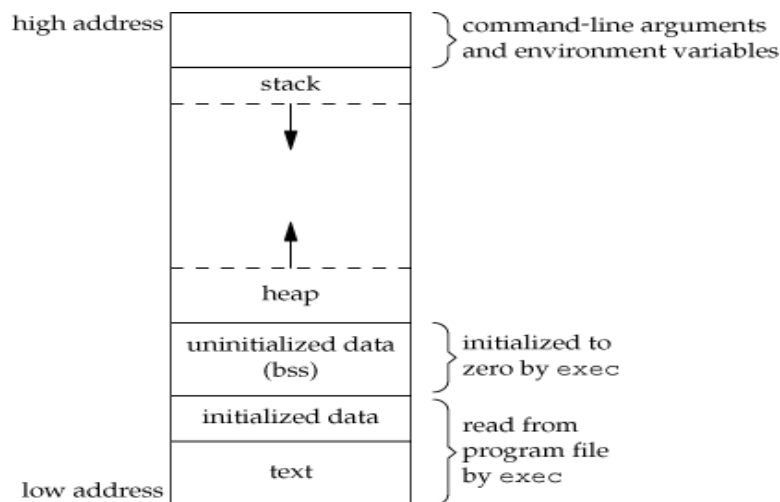 high address
command-line arguments
and environment variables
stack
heap
uninitialized data
(bss)
initialized to
zero by exec
initialized data
read from
program file
by exec
text
low address